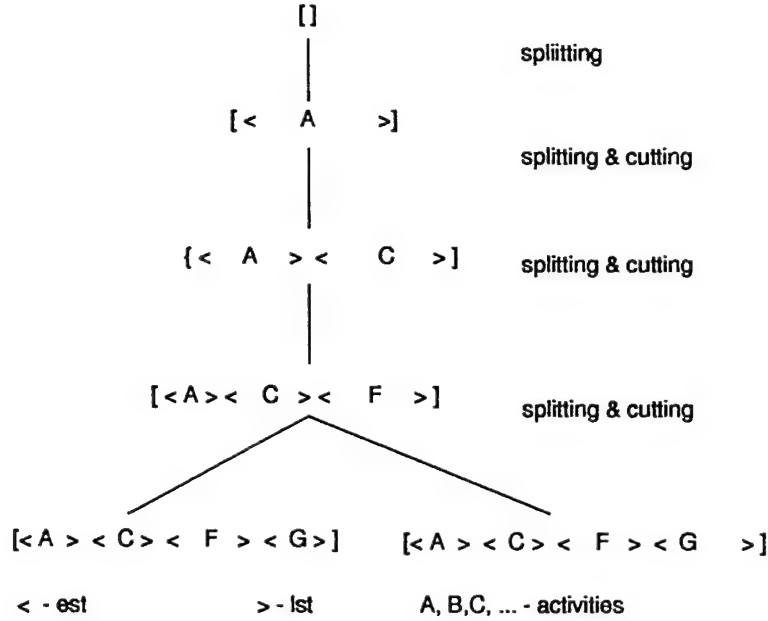 [ ]
spliitting
[ < A > ]
splitting & cutting
{ < A > < C > ]
splitting & cutting
[ < A > < C > < F > ]
splitting & cutting
[< A > < C > < F > < G > ]
[< A > < C > < F > < G > ]
< - est > - lst A, B,C, ... - activities